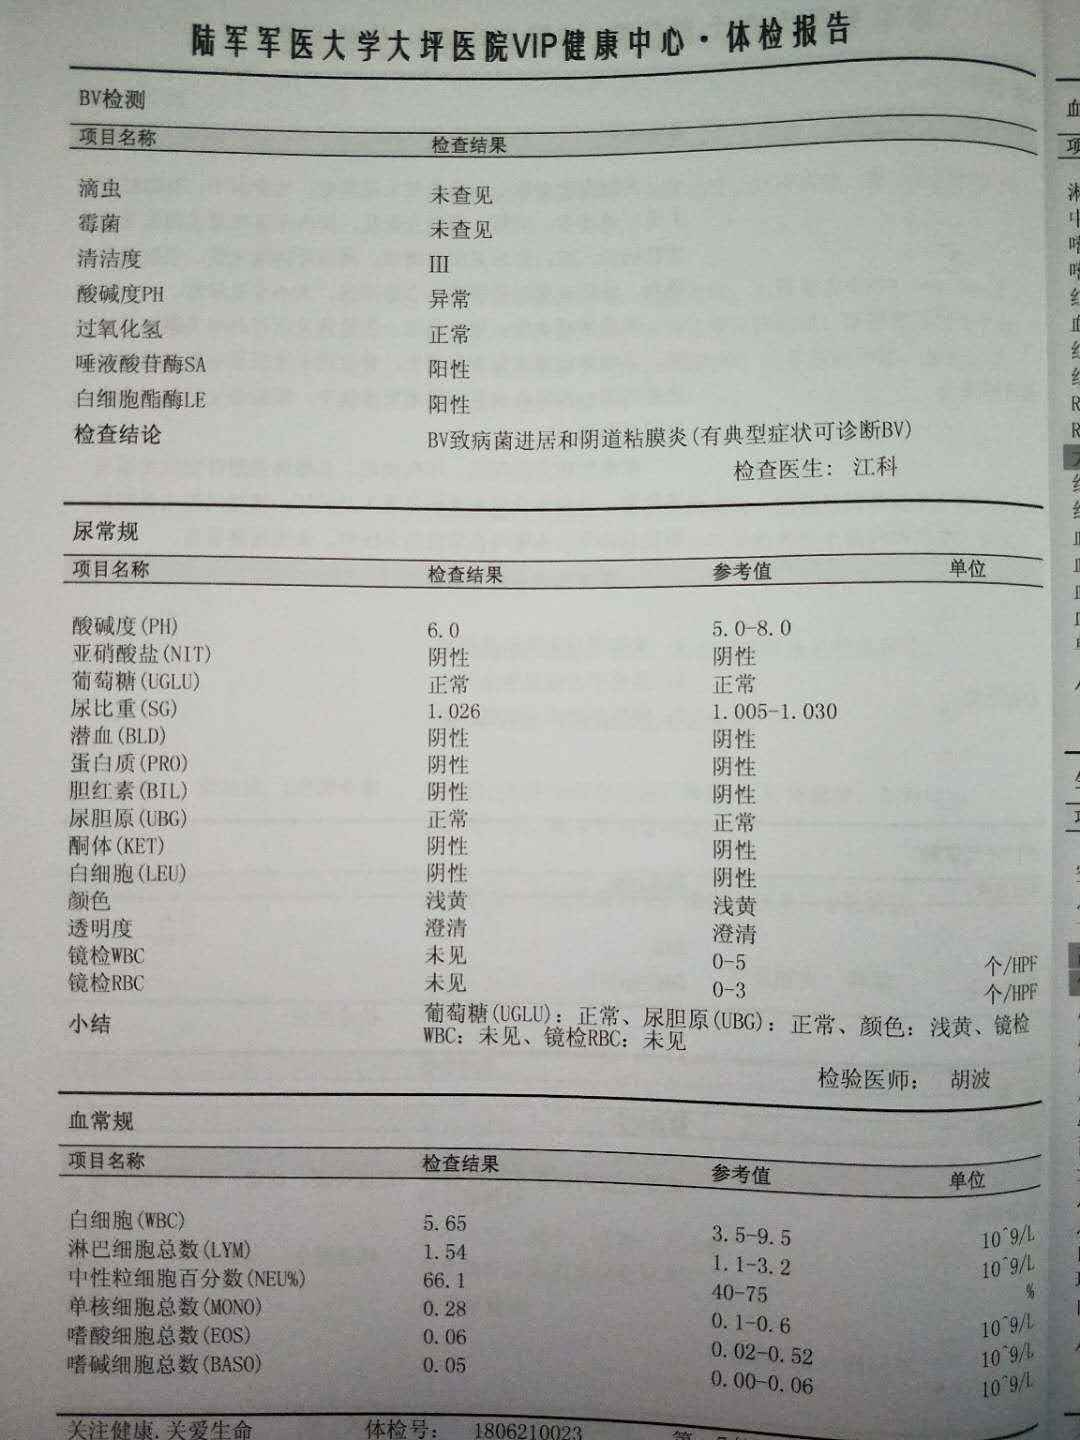 陆军军医大学大坪医院VIP健康中心·体检报告
BV检测
项目名称 检查结果
滴虫 未查见
霉菌 未查见
清洁度 III
酸碱度PH 异常
过氧化氢 正常
唾液酸苷酶SA 阳性
白细胞酯酶LE 阳性
检查结论 BV致病菌进居和阴道粘膜炎(有典型症状可诊断BV)
检查医生: 江科
尿常规
项目名称 检查结果 参考值 单位
酸碱度(PH) 6.0 5.0-8.0
亚硝酸盐(NIT) 阴性 阴性
葡萄糖(UGLU) 正常 正常
尿比重(SG) 1.026 1.005-1.030
潜血(BLD) 阴性 阴性
蛋白质(PRO) 阴性 阴性
胆红素(BIL) 阴性 阴性
尿胆原(UBG) 正常 正常
酮体(KET) 阴性 阴性
白细胞(LEU) 阴性 阴性
颜色 浅黄 浅黄
透明度 澄清 澄清
镜检WBC 未见 0-5 个/HPF
镜检RBC 未见 0-3 个/HPF
小结 葡萄糖(UGLU): 正常、尿胆原(UBG): 正常、颜色: 浅黄、镜检
WBC: 未见、镜检RBC: 未见
检验医师: 胡波
血常规
项目名称 检查结果 参考值 单位
白细胞(WBC) 5.65 3.5-9.5 10^9/L
淋巴细胞总数(LYM) 1.54 1.1-3.2 10^9/L
中性粒细胞百分数(NEU%) 66.1 40-75 %
单核细胞总数(MONO) 0.28 0.1-0.6 10^9/L
嗜酸细胞总数(EOS) 0.06 0.02-0.52 10^9/L
嗜碱细胞总数(BASO) 0.05 0.00-0.06 10^9/L
关注健康.关爱生命 体检号: 1806210023